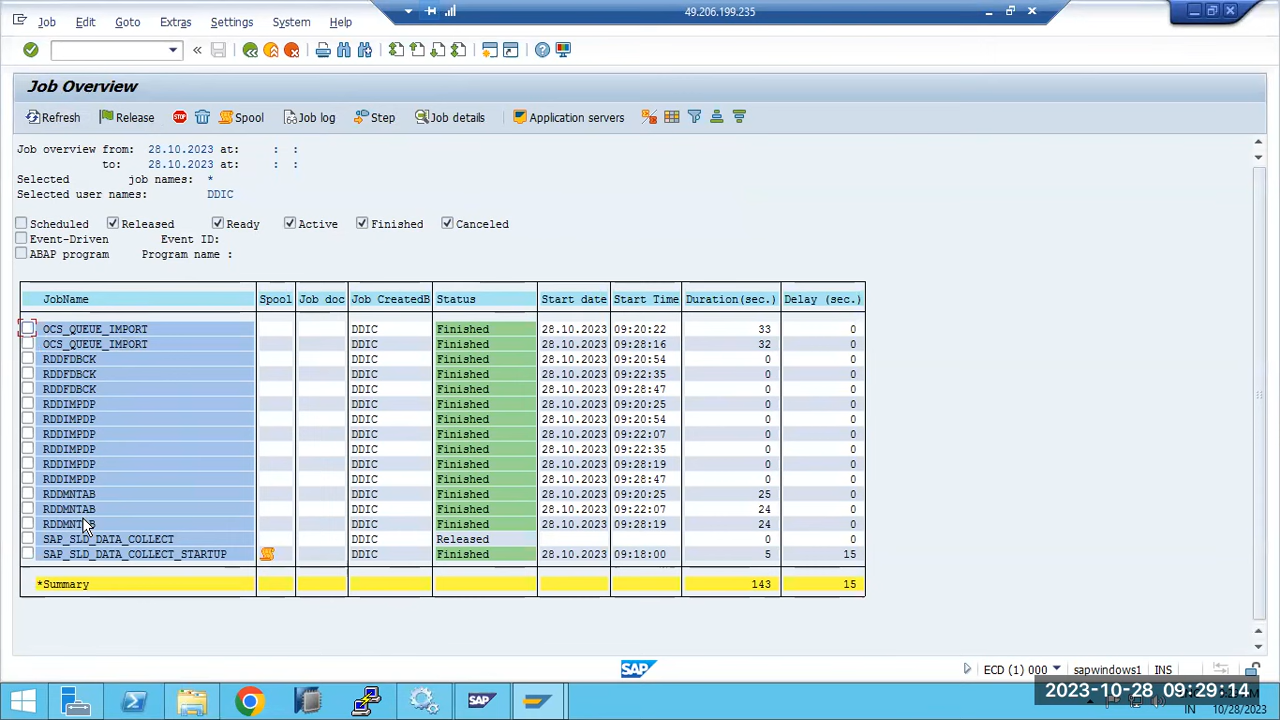 Job Edit Goto Extras Settings System Help
49.206.199.235
Job Overview
Refresh Release Spool Job log Step Job details Application servers
Job overview from: 28.10.2023 at: : :
to: 28.10.2023 at: : :
Selected job names: *
Selected user names: DDIC
Scheduled Released Ready Active Finished Canceled
Event-Driven Event ID:
ABAP program Program name :
JobName Spool Job doc Job CreatedB Status Start date Start Time Duration(sec.) Delay (sec.)
OCS_QUEUE_IMPORT DDIC Finished 28.10.2023 09:20:22 33 0
OCS_QUEUE_IMPORT DDIC Finished 28.10.2023 09:28:16 32 0
RDDFDBCK DDIC Finished 28.10.2023 09:20:54 0 0
RDDFDBCK DDIC Finished 28.10.2023 09:22:35 0 0
RDDFDBCK DDIC Finished 28.10.2023 09:28:47 0 0
RDDIMPDP DDIC Finished 28.10.2023 09:20:25 0 0
RDDIMPDP DDIC Finished 28.10.2023 09:20:54 0 0
RDDIMPDP DDIC Finished 28.10.2023 09:22:07 0 0
RDDIMPDP DDIC Finished 28.10.2023 09:22:35 0 0
RDDIMPDP DDIC Finished 28.10.2023 09:28:19 0 0
RDDIMPDP DDIC Finished 28.10.2023 09:28:47 0 0
RDDMNTAB DDIC Finished 28.10.2023 09:20:25 25 0
RDDMNTAB DDIC Finished 28.10.2023 09:22:07 24 0
RDDMNTAB DDIC Finished 28.10.2023 09:28:19 24 0
SAP_SLD_DATA_COLLECT DDIC Released 0 0
SAP_SLD_DATA_COLLECT_STARTUP DDIC Finished 28.10.2023 09:18:00 5 15
*Summary 143 15
SAP
ECD (1) 000 sapwindows1 INS
SAP
2023-10-28 09:29:14
IN 10/28/2023